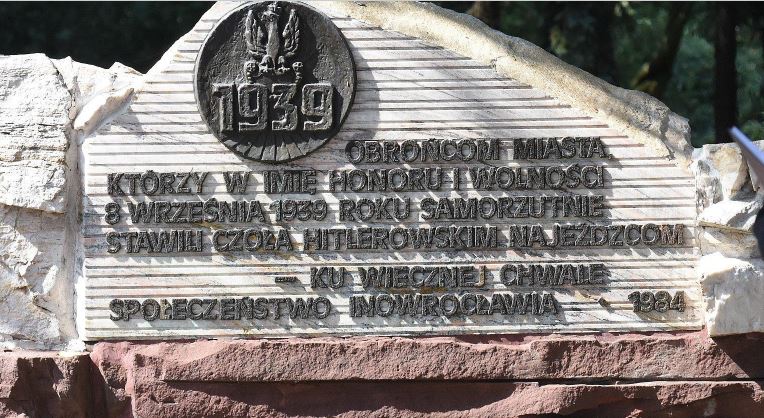 1939
OBROŃCOM MIASTA,
KTÓRZY W IMIĘ HONORU I WOLNOŚCI
8 WRZEŚNIA 1939 ROKU SAMORZUTNIE
STAWILI CZOŁA HITLEROWSKIM NAJEŹDZCOM
— KU WIECZNEJ CHWALE
SPOŁECZEŃSTWO INOWROCŁAWIA - 1984